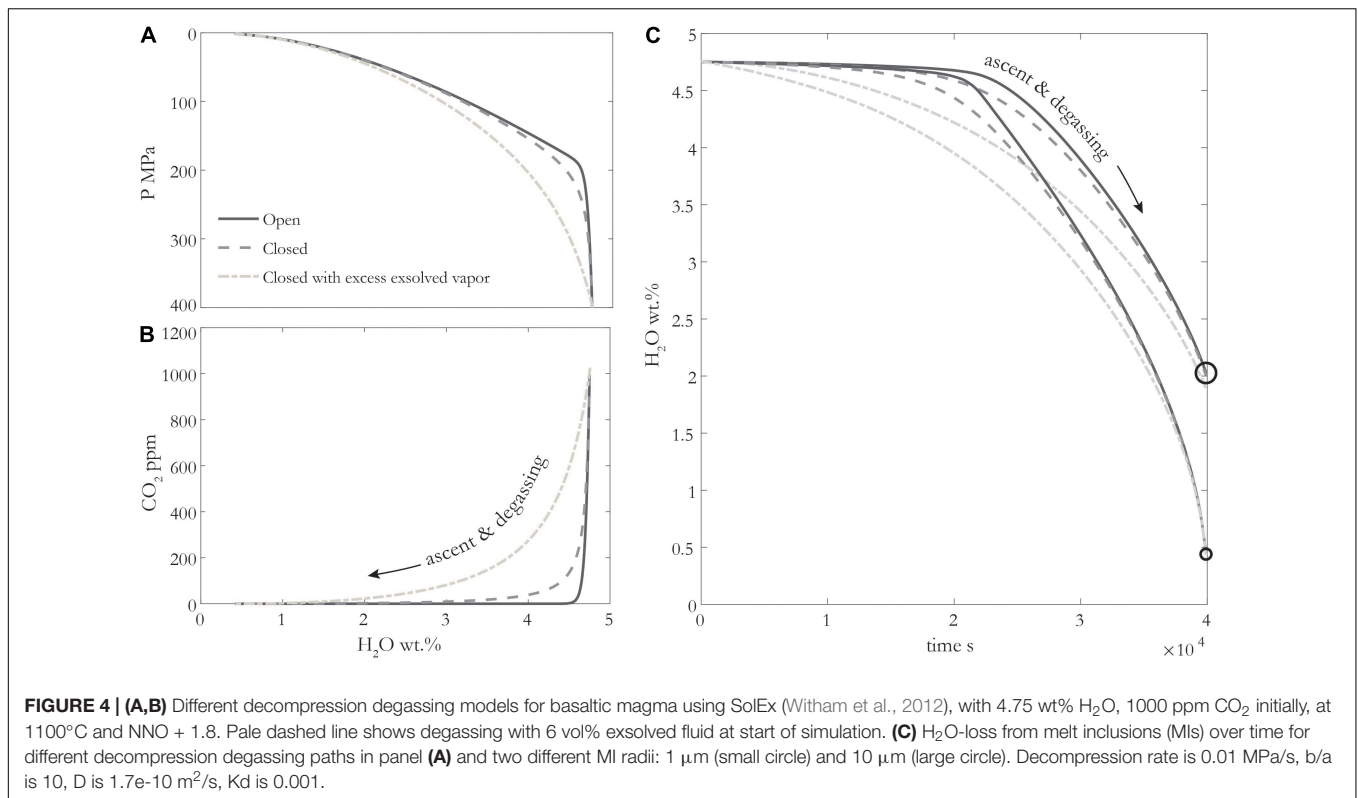 A
0
100
200
300
400
P MPa
Open
Closed
Closed with excess exsolved vapor
B
1200
1000
800
600
400
200
0
CO₂ ppm
ascent & degassing
0 1 2 3 4 5
H₂O wt.%
C
5
4.5
4
3.5
3
2.5
2
1.5
1
0.5
0
H₂O wt.%
ascent & degassing
0 1 2 3 4
time s
×10⁴
FIGURE 4 | (A,B) Different decompression degassing models for basaltic magma using SolEx (Witham et al., 2012), with 4.75 wt% H₂O, 1000 ppm CO₂ initially, at
1100°C and NNO + 1.8. Pale dashed line shows degassing with 6 vol% exsolved fluid at start of simulation. (C) H₂O-loss from melt inclusions (MIs) over time for
different decompression degassing paths in panel (A) and two different MI radii: 1 μm (small circle) and 10 μm (large circle). Decompression rate is 0.01 MPa/s, b/a
is 10, D is 1.7e-10 m²/s, Kd is 0.001.